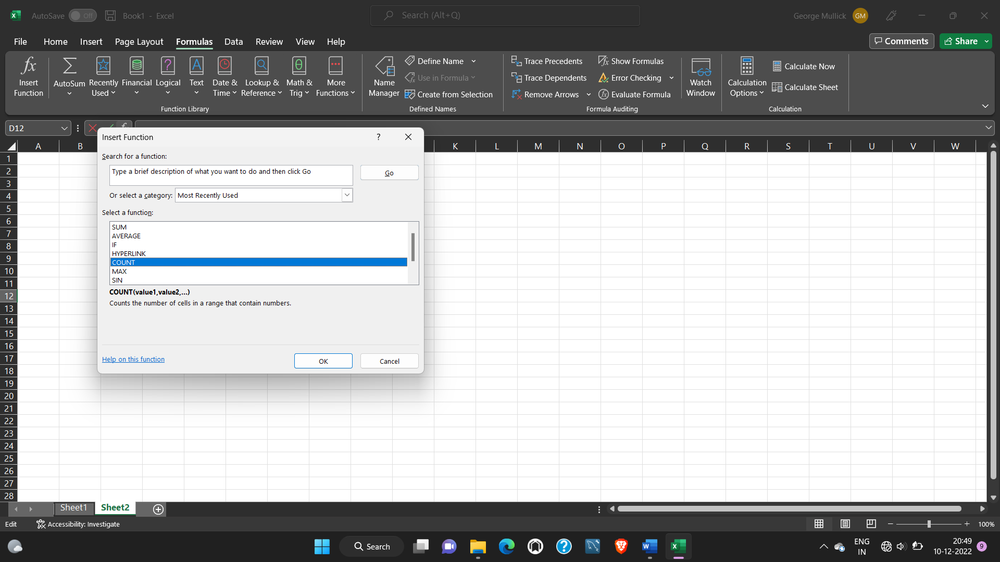 AutoSave Off Book1 - Excel Search (Alt+Q) George Mullick GM
File Home Insert Page Layout Formulas Data Review View Help Comments Share
Insert Function
AutoSum
Recently Used
Financial
Logical
Text
Date & Time
Lookup & Reference
Math & Trig
More Functions
Function Library
Name Manager
Define Name
Use in Formula
Create from Selection
Defined Names
Trace Precedents
Trace Dependents
Remove Arrows
Show Formulas
Error Checking
Evaluate Formula
Formula Auditing
Watch Window
Calculation Options
Calculate Now
Calculate Sheet
Calculation
D12
A B K L M N O P Q R S T U V W
1
2
3
4
5
6
7
8
9
10
11
12
13
14
15
16
17
18
19
20
21
22
23
24
25
26
27
28
Insert Function ?
Search for a function:
Type a brief description of what you want to do and then click Go
Go
Or select a category: Most Recently Used
Select a function:
SUM
AVERAGE
IF
HYPERLINK
COUNT
MAX
SIN
COUNT(value1,value2,...)
Counts the number of cells in a range that contain numbers.
Help on this function OK Cancel
Sheet1 Sheet2
Edit Accessibility: Investigate 100%
Search
ENG
IN
20:49
10-12-2022
9